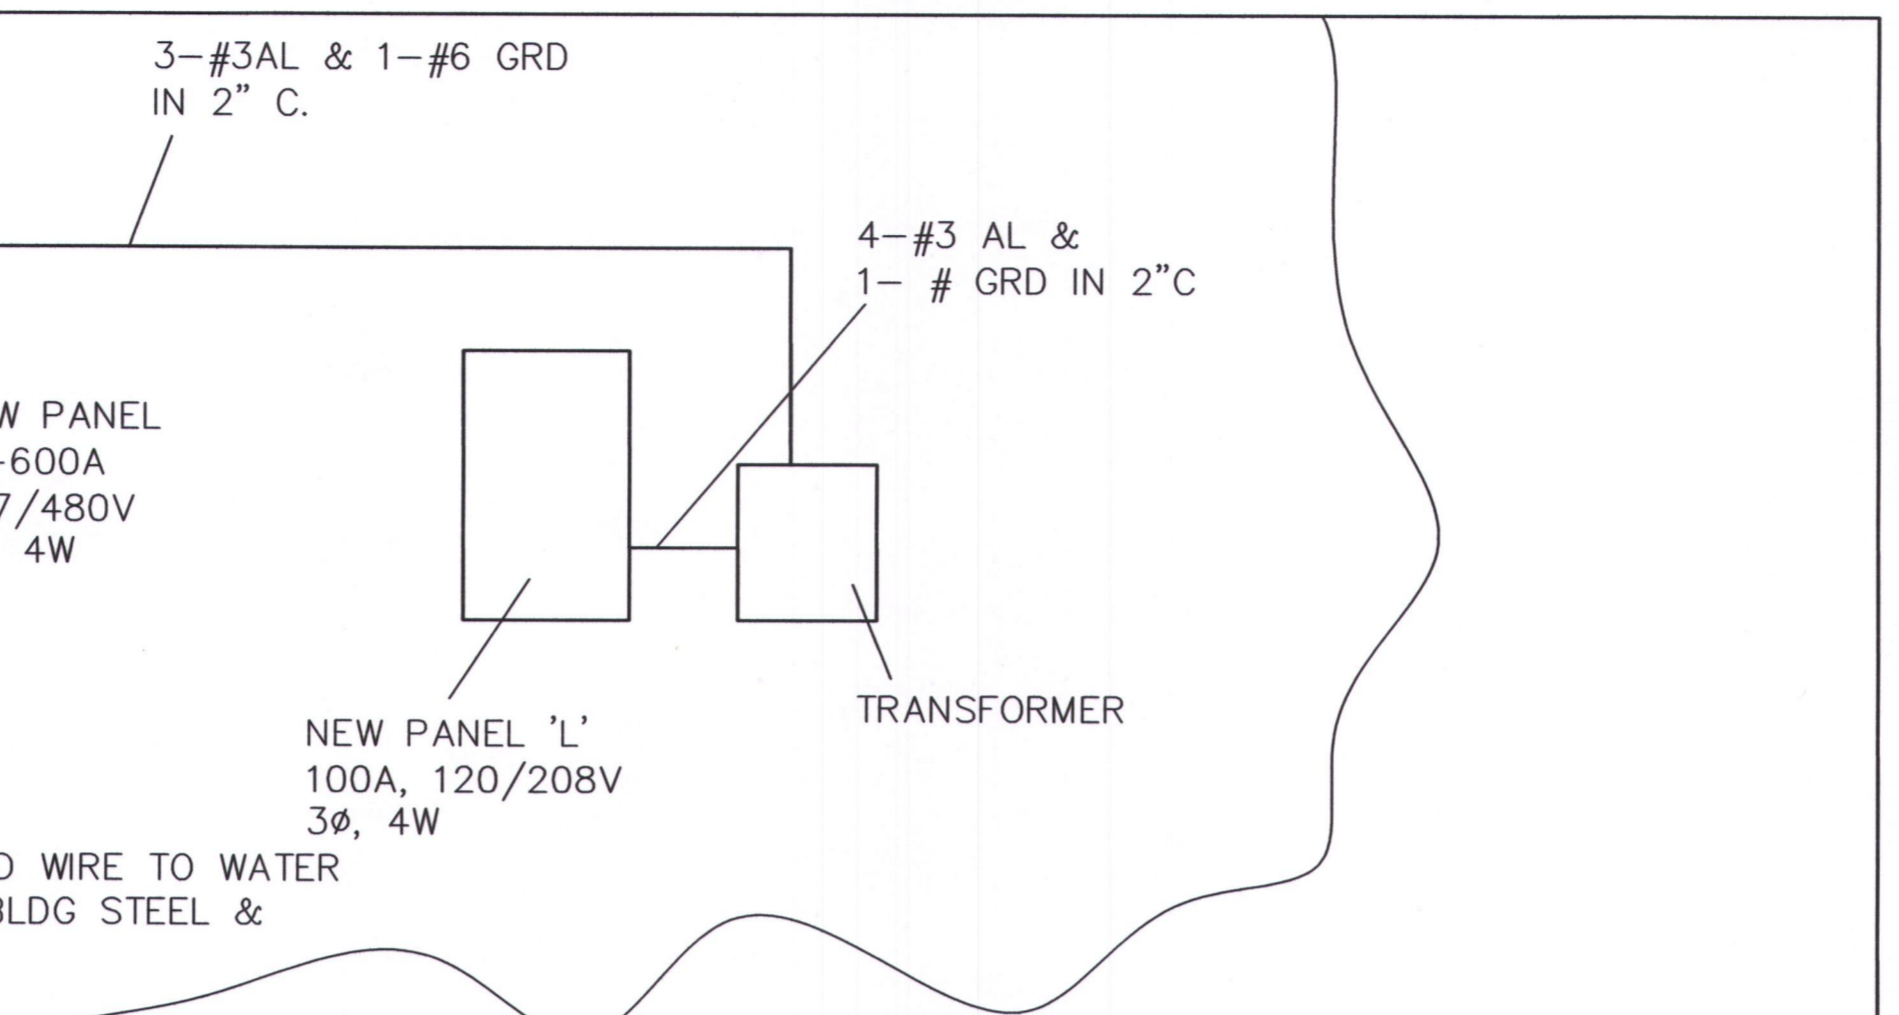 3-#3AL & 1-#6 GRD
IN 2" C.
4-#3 AL &
1- # GRD IN 2"C
W PANEL
-600A
7/480V
4W
NEW PANEL 'L'
100A, 120/208V
3ø, 4W
TRANSFORMER
D WIRE TO WATER
BLDG STEEL &